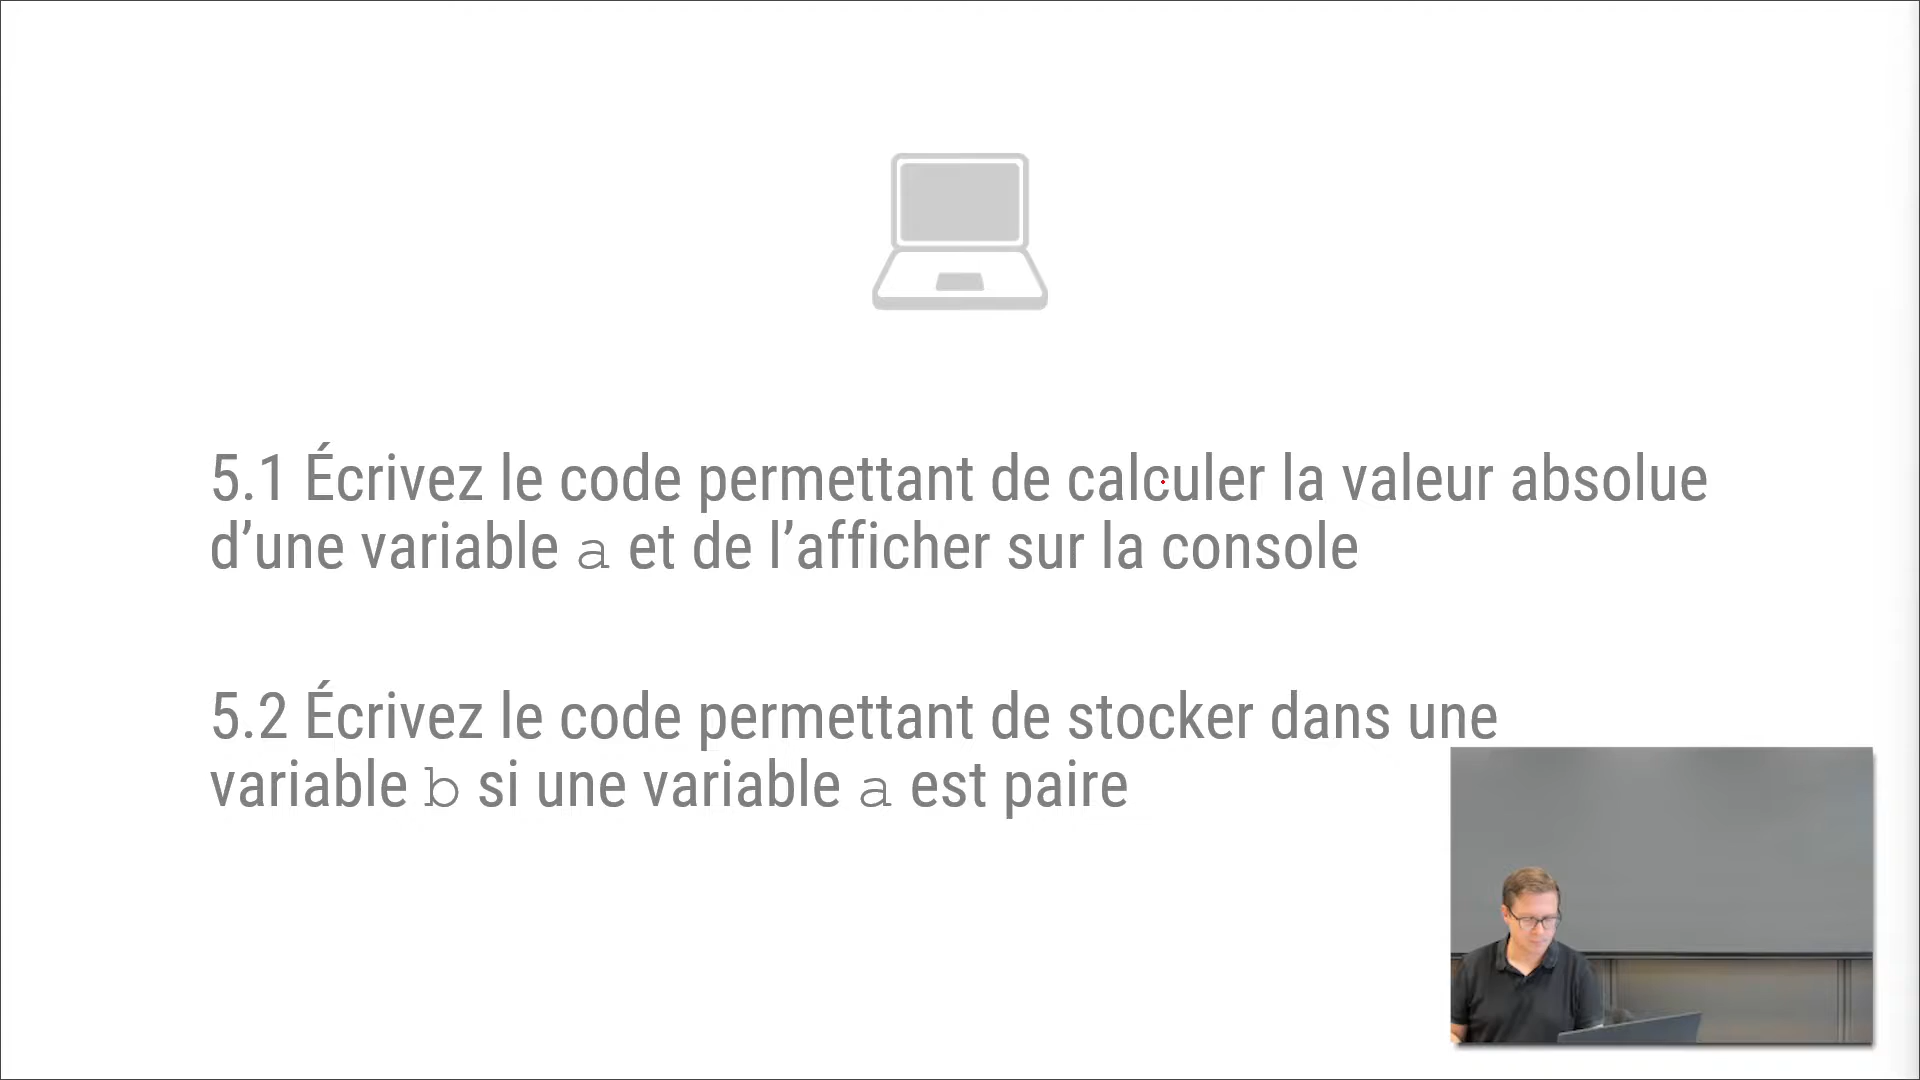 5.1 Écrivez le code permettant de calculer la valeur absolue
d’une variable a et de l’afficher sur la console
5.2 Écrivez le code permettant de stocker dans une
variable b si une variable a est paire